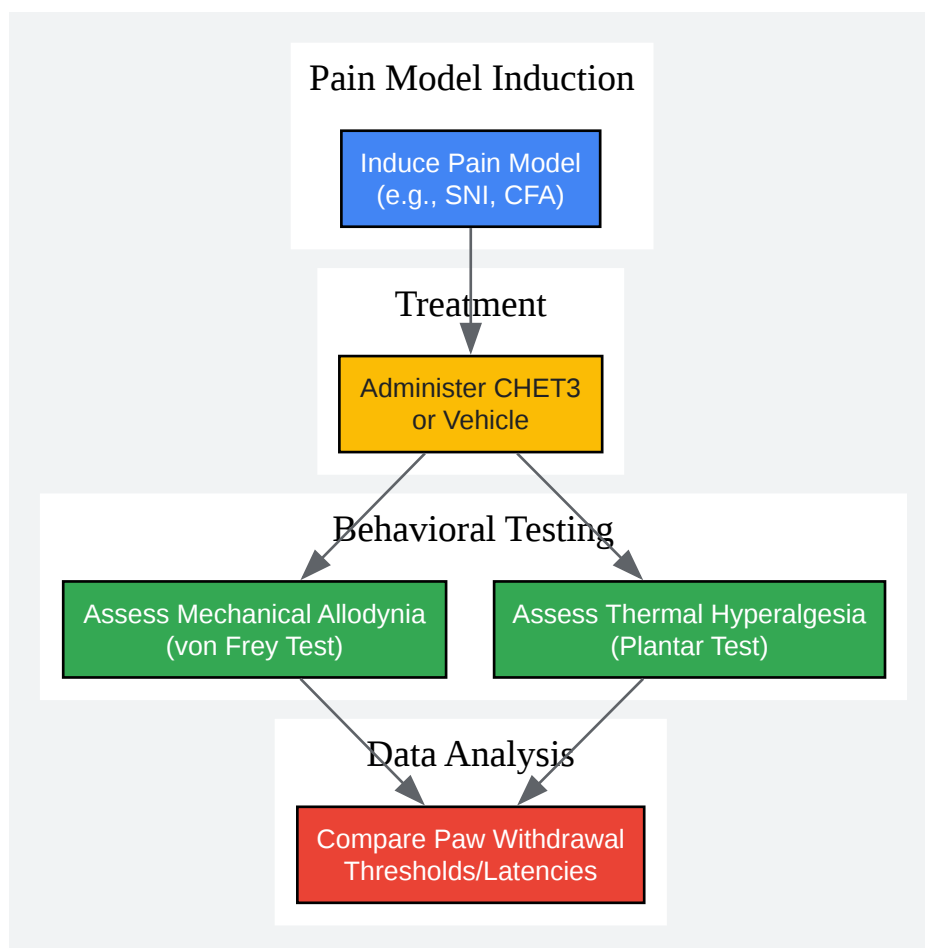 Pain Model Induction
Induce Pain Model
(e.g., SNI, CFA)
Treatment
Administer CHET3
or Vehicle
Behavioral Testing
Assess Mechanical Allodynia
(von Frey Test)
Assess Thermal Hyperalgesia
(Plantar Test)
Data Analysis
Compare Paw Withdrawal
Thresholds/Latencies